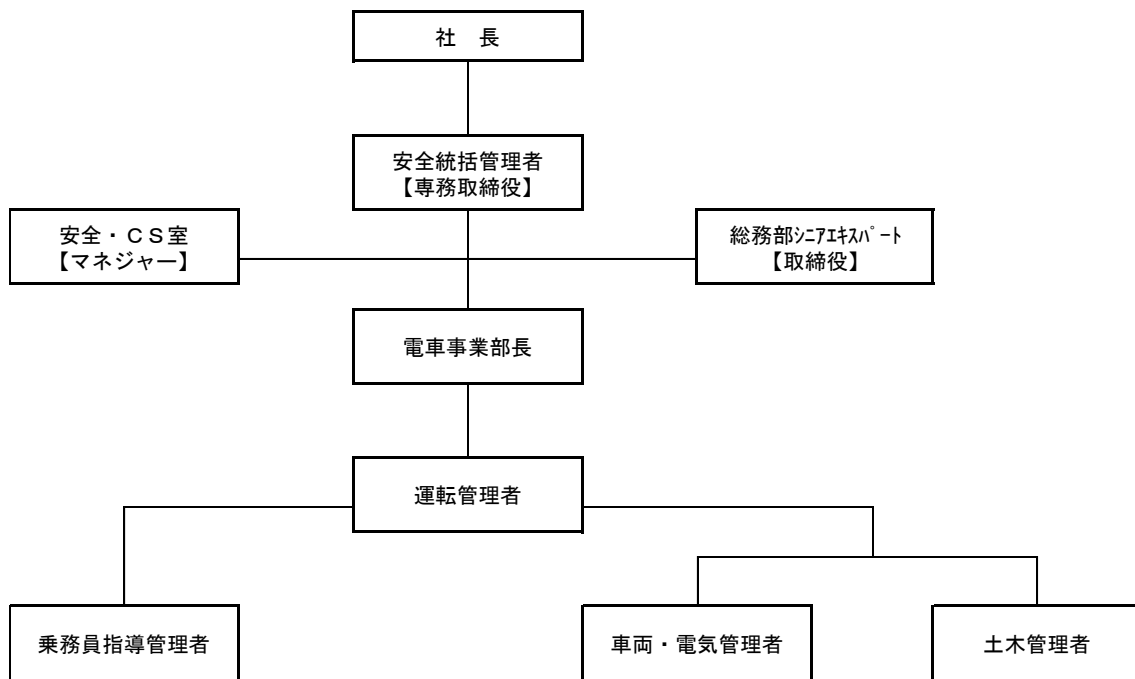 社　長
安全統括管理者
【専務取締役】
安全・ＣＳ室
【マネジャー】
総務部ｼﾆｱｴｷｽﾊﾟｰﾄ
【取締役】
電車事業部長
運転管理者
乗務員指導管理者
車両・電気管理者
土木管理者